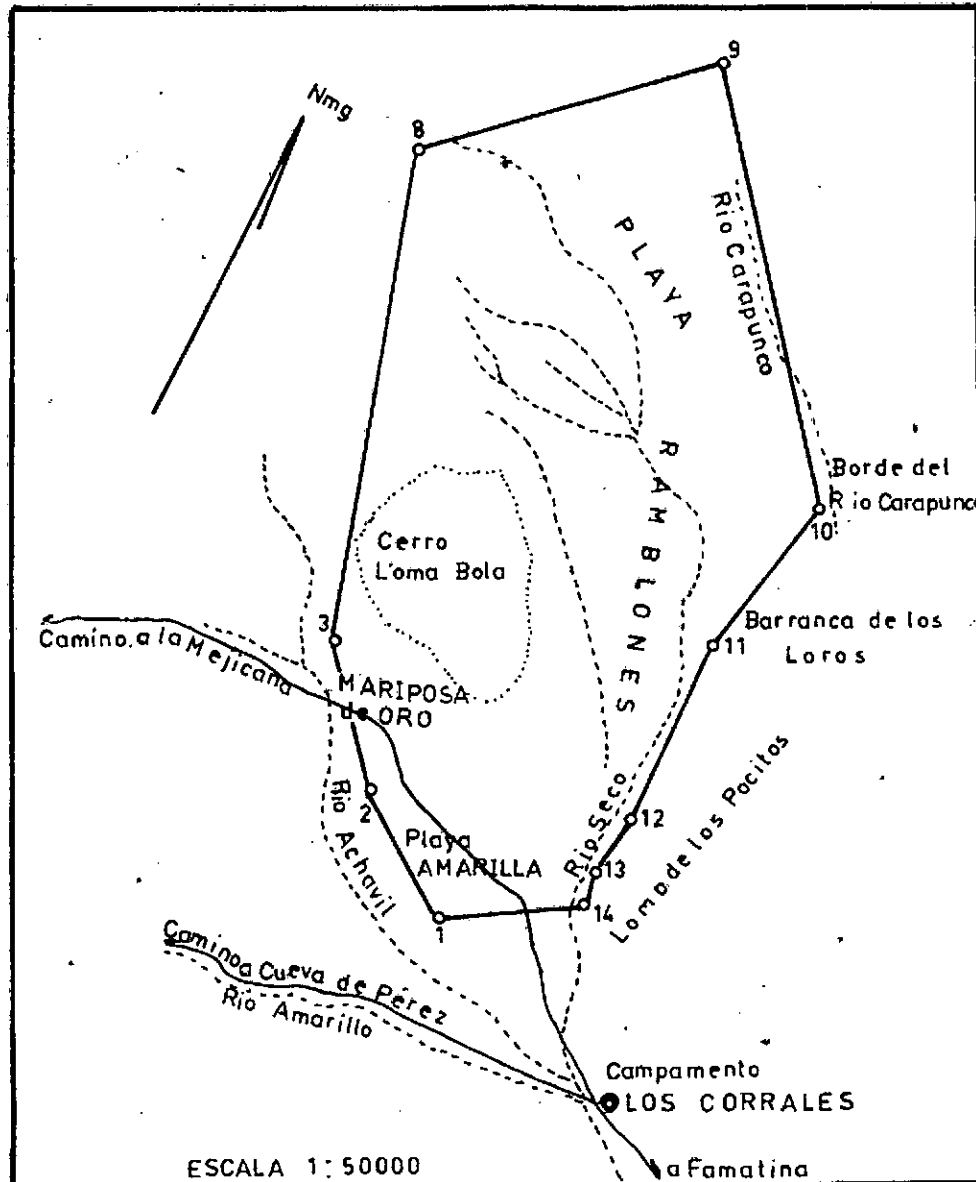 9
Nmg
8
PLAYA
Rio Carapunco
RAMBLONES
Borde del
Rio Carapunco
10
Cerro
L'oma Bola
3
Camino a la Mejicana
Barranca de los
Loros
11
MARIPOSA
d ORO
2
Rio Achavil
Playa
AMARILLA
Rio Seco
12
13
Loma de los Pocitos
14
1
Camino a Cueva de Pérez
Rio Amarillo
Campamento
LOS CORRALES
a Famatina
ESCALA 1:50000